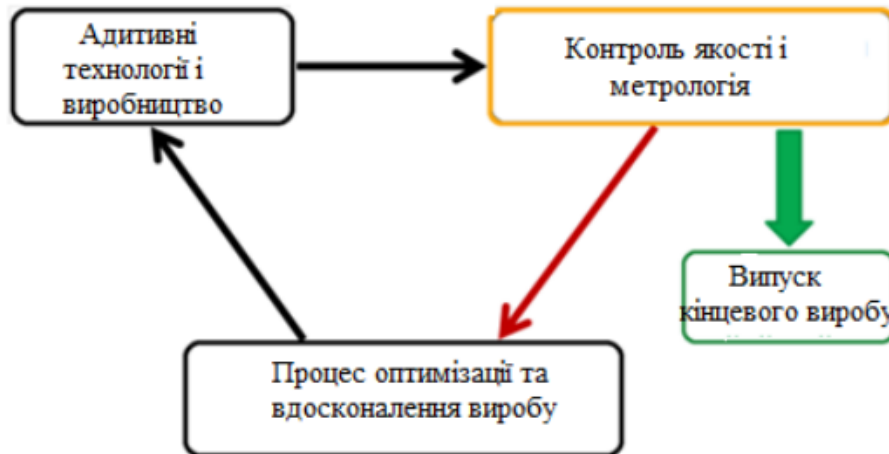 Адитивні
технології і
виробництво
Контроль якості і
метрологія
Випуск
кінцевого виробу
Процес оптимізації та
вдосконалення виробу